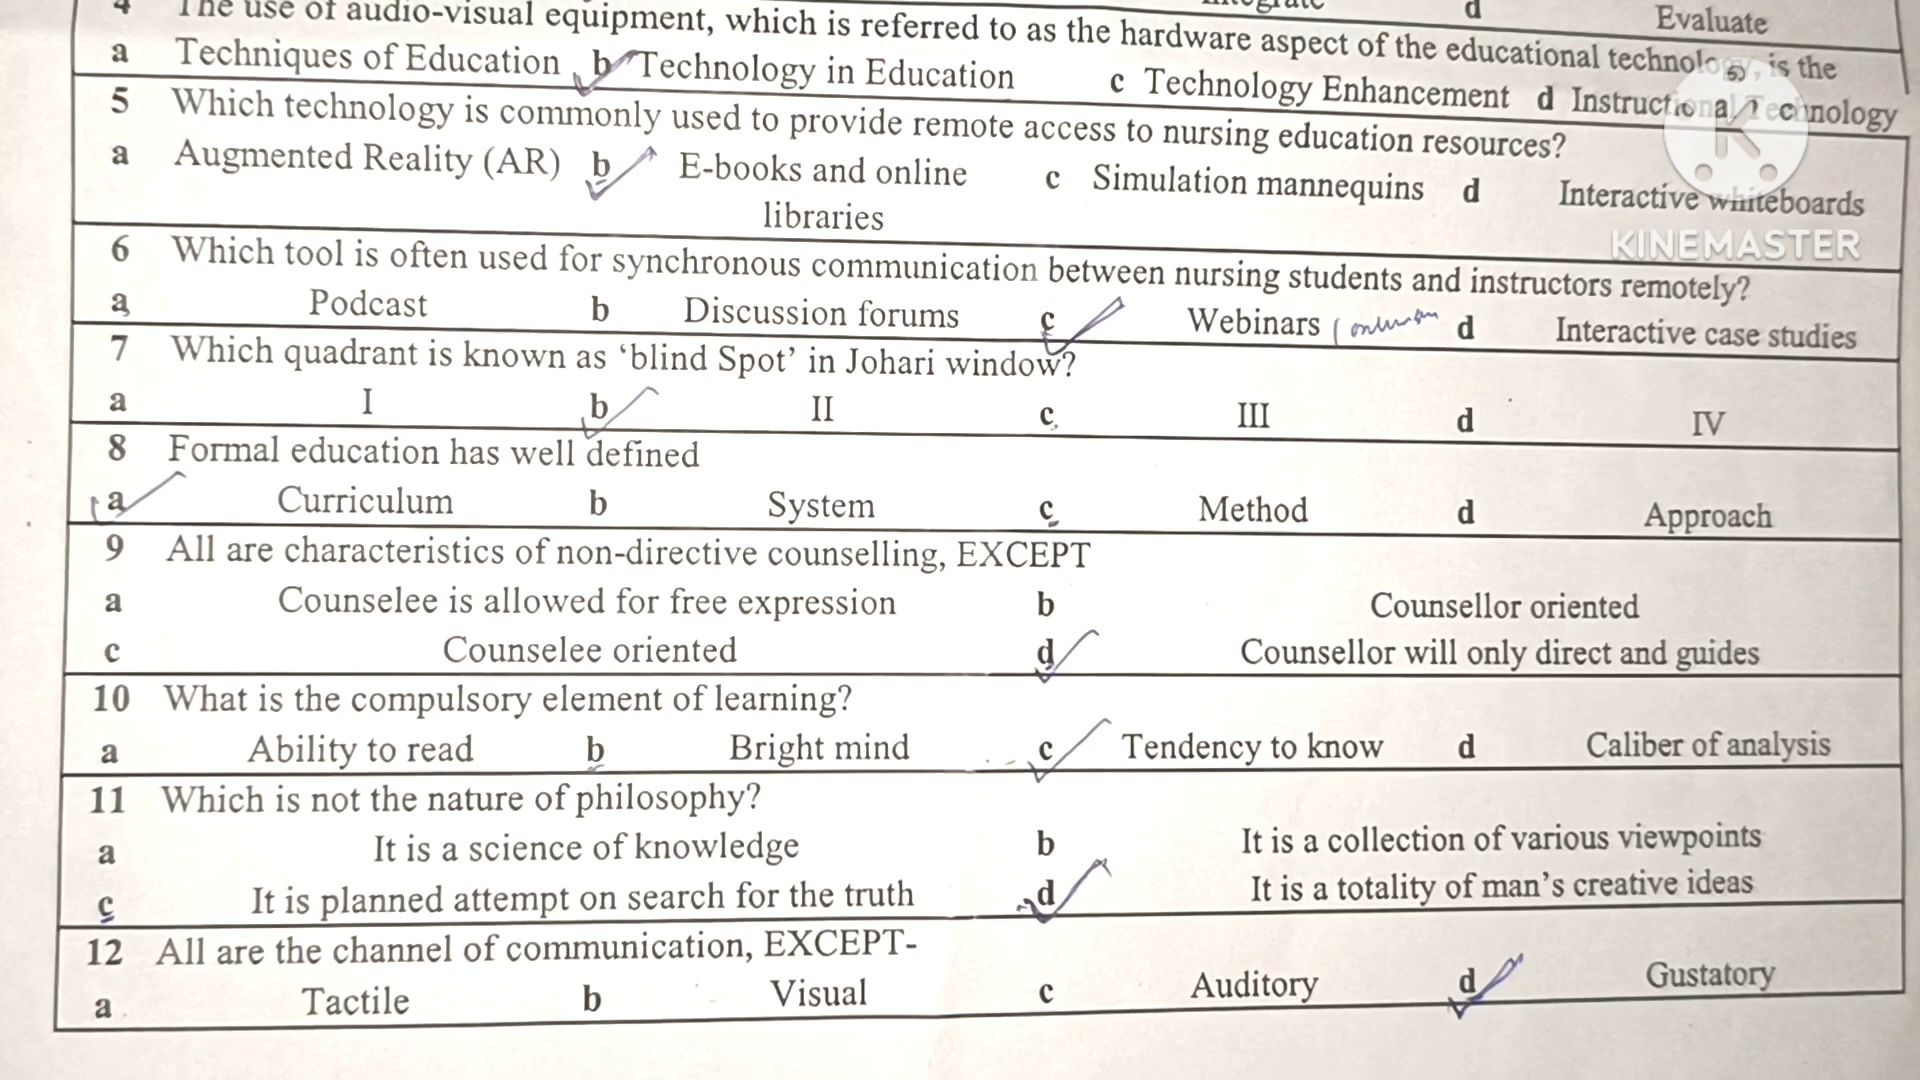 Evaluate
4 The use of audio-visual equipment, which is referred to as the hardware aspect of the educational technology, is the
a Techniques of Education b Technology in Education c Technology Enhancement d Instructional Technology
5 Which technology is commonly used to provide remote access to nursing education resources?
a Augmented Reality (AR) b E-books and online c Simulation mannequins d Interactive whiteboards
libraries
KINEMASTER
6 Which tool is often used for synchronous communication between nursing students and instructors remotely?
a Podcast b Discussion forums c Webinars d Interactive case studies
7 Which quadrant is known as ‘blind Spot’ in Johari window?
a I b II c III d IV
8 Formal education has well defined
a Curriculum b System c Method d Approach
9 All are characteristics of non-directive counselling, EXCEPT
a Counselee is allowed for free expression b Counsellor oriented
c Counselee oriented d Counsellor will only direct and guides
10 What is the compulsory element of learning?
a Ability to read b Bright mind c Tendency to know d Caliber of analysis
11 Which is not the nature of philosophy?
a It is a science of knowledge b It is a collection of various viewpoints
c It is planned attempt on search for the truth d It is a totality of man’s creative ideas
12 All are the channel of communication, EXCEPT-
a Tactile b Visual c Auditory d Gustatory